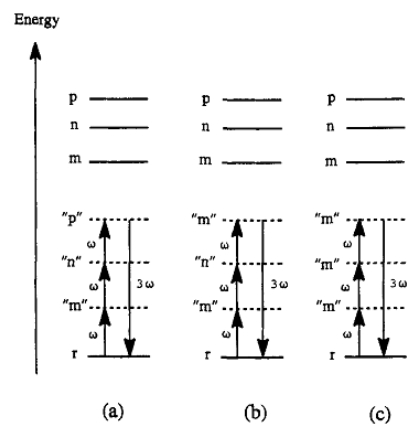 Energy
p p p
n n n
m m m
"p" "m" "m"
ω ω ω
"n" "n" "m"
ω 3ω ω 3ω ω 3ω
"m" "m" "m"
ω ω ω
r r r
(a) (b) (c)